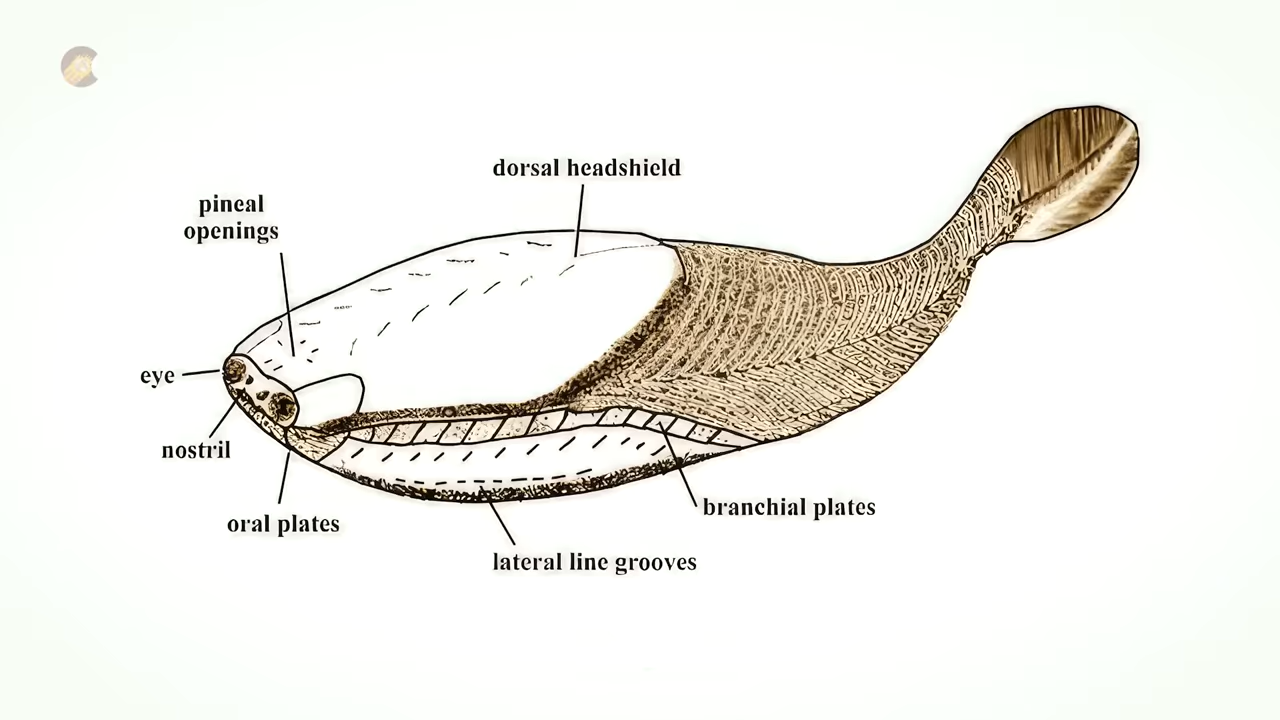 dorsal headshield
pineal
openings
eye
nostril
oral plates
branchial plates
lateral line grooves